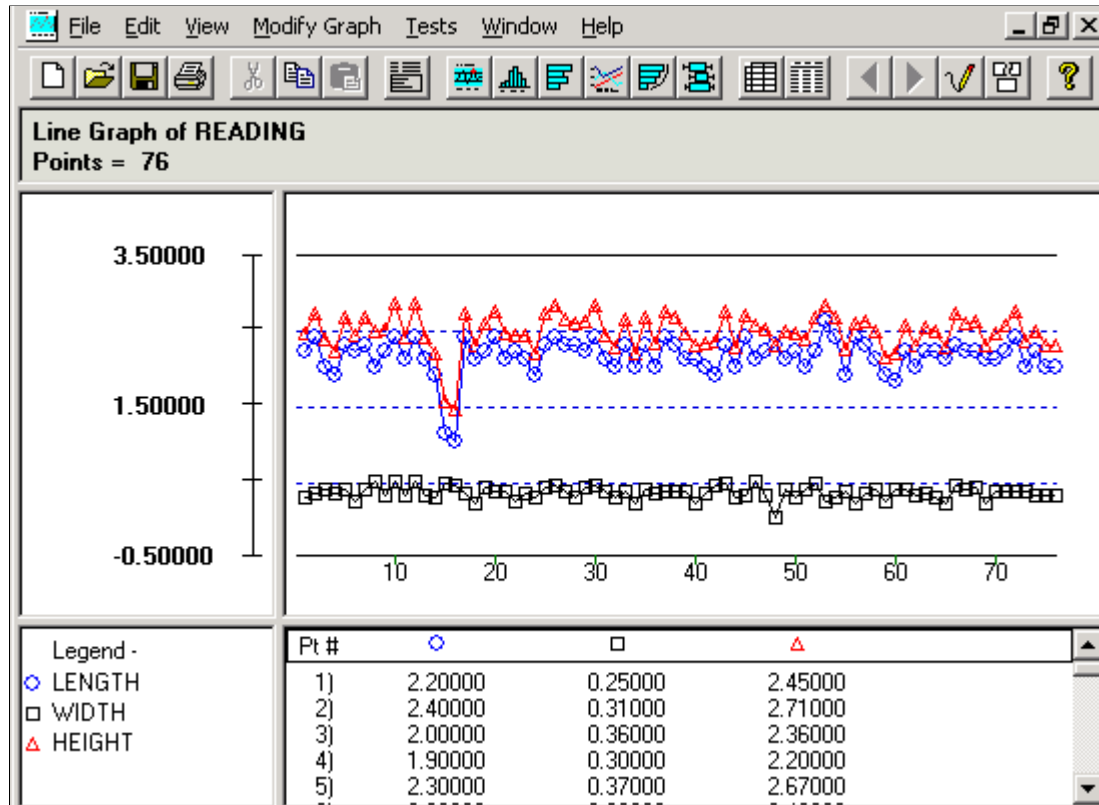 File Edit View Modify Graph Tests Window Help
Line Graph of READING
Points = 76
3.50000
1.50000
-0.50000
10 20 30 40 50 60 70
Legend -
LENGTH
WIDTH
HEIGHT
Pt #
1) 2.20000 0.25000 2.45000
2) 2.40000 0.31000 2.71000
3) 2.00000 0.36000 2.36000
4) 1.90000 0.30000 2.20000
5) 2.30000 0.37000 2.67000